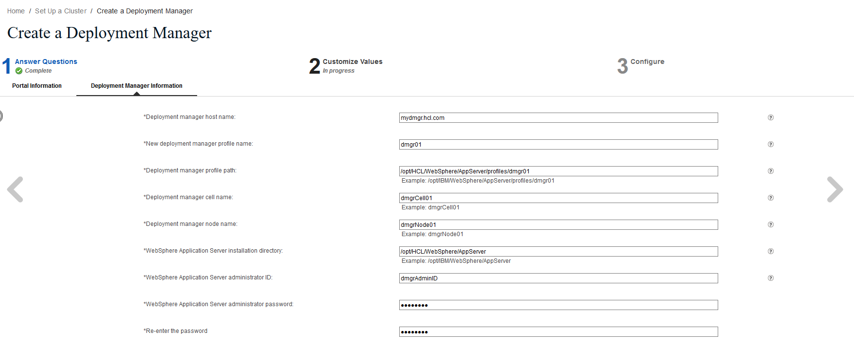 Home / Set Up a Cluster / Create a Deployment Manager
Create a Deployment Manager
1 Answer Questions
Complete
2 Customize Values
In progress
3 Configure
Portal Information
Deployment Manager Information
*Deployment manager host name:
mydmgr.hcl.com
?
*New deployment manager profile name:
dmgr01
?
*Deployment manager profile path:
/opt/HCL/WebSphere/AppServer/profiles/dmgr01
?
Example: /opt/IBM/WebSphere/AppServer/profiles/dmgr01
*Deployment manager cell name:
dmgrCell01
?
Example: dmgrCell01
*Deployment manager node name:
dmgrNode01
?
Example: dmgrNode01
*WebSphere Application Server installation directory:
/opt/HCL/WebSphere/AppServer
?
Example: /opt/IBM/WebSphere/AppServer
*WebSphere Application Server administrator ID:
dmgrAdminID
?
*WebSphere Application Server administrator password:
••••••••
*Re-enter the password
••••••••